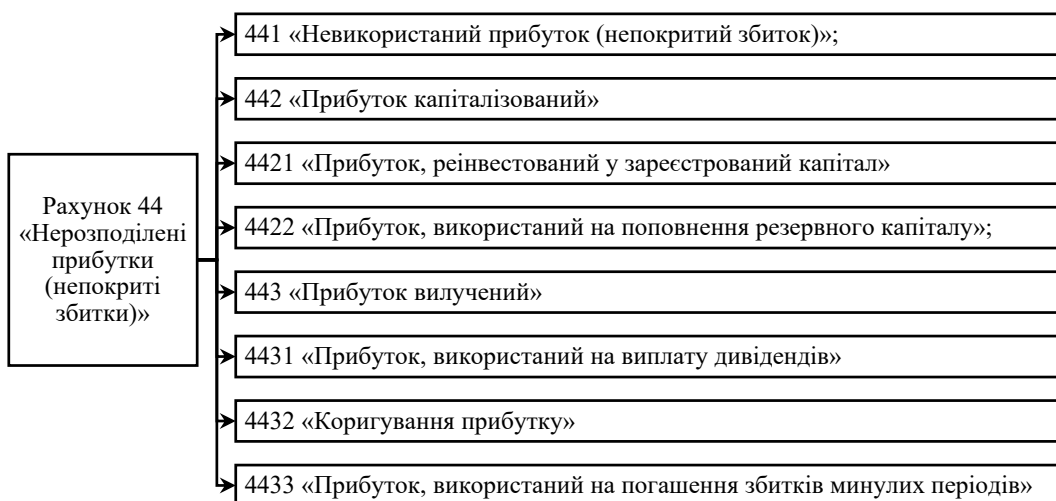 Рахунок 44
«Нерозподілені
прибутки
(непокриті
збитки)»
441 «Невикористаний прибуток (непокритий збиток)»;
442 «Прибуток капіталізований»
4421 «Прибуток, реінвестований у зареєстрований капітал»
4422 «Прибуток, використаний на поповнення резервного капіталу»;
443 «Прибуток вилучений»
4431 «Прибуток, використаний на виплату дивідендів»
4432 «Коригування прибутку»
4433 «Прибуток, використаний на погашення збитків минулих періодів»